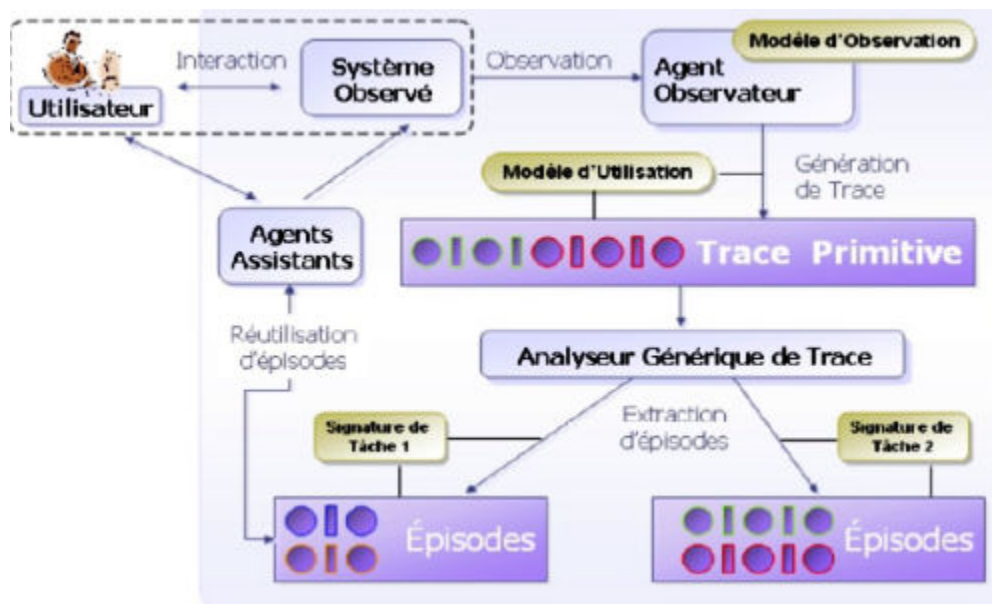 Utilisateur
Interaction
Système
Observé
Observation
Agent
Observateur
Modèle d'Observation
Modèle d'Utilisation
Génération
de Trace
Agents
Assistants
Trace Primitive
Réutilisation
d'épisodes
Analyseur Générique de Trace
Signature de
Tâche 1
Extraction
d'épisodes
Signature de
Tâche 2
Épisodes
Épisodes